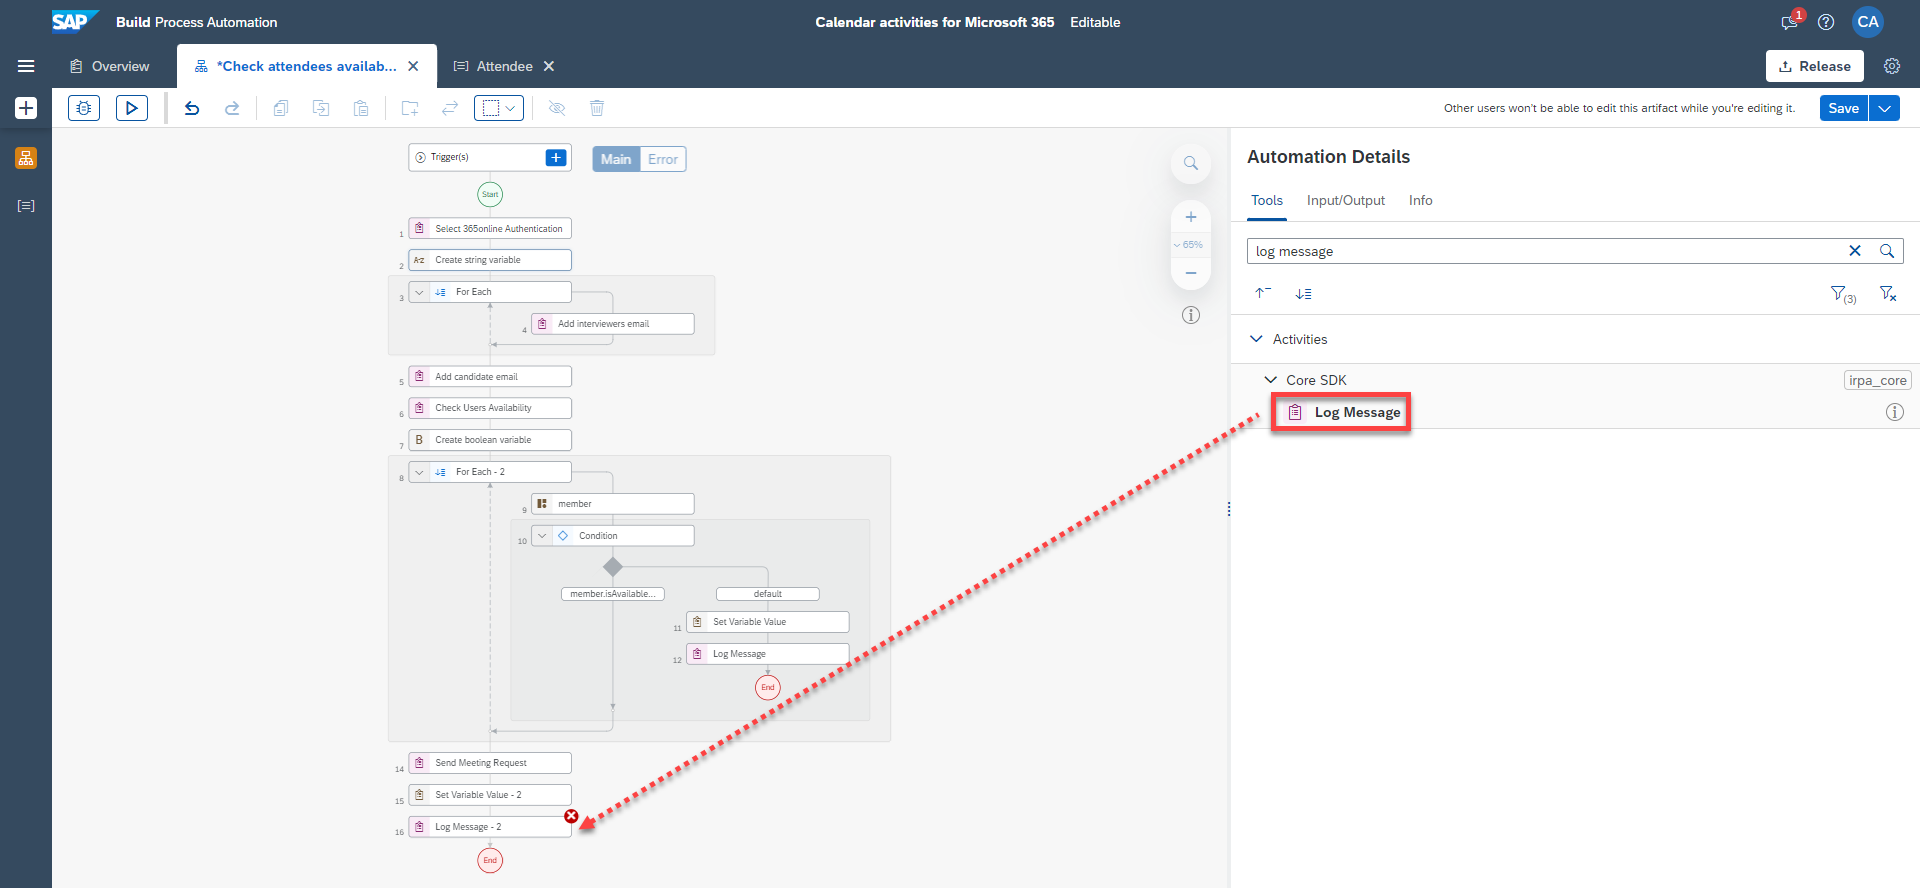 SAP Build Process Automation
Calendar activities for Microsoft 365 Editable
1
CA
Overview
*Check attendees availab...
Attendee
Release
Other users won't be able to edit this artifact while you're editing it.
Save
Trigger(s)
Main Error
Start
1 Select 365online Authentication
2 A-Z Create string variable
3 For Each
4 Add interviewers email
5 Add candidate email
6 Check Users Availability
7 B Create boolean variable
8 For Each - 2
9 member
10 Condition
member.isAvailable... default
11 Set Variable Value
12 Log Message
End
14 Send Meeting Request
15 Set Variable Value - 2
16 Log Message - 2
End
65%
Automation Details
Tools Input/Output Info
log message
(3)
Activities
Core SDK irpa_core
Log Message